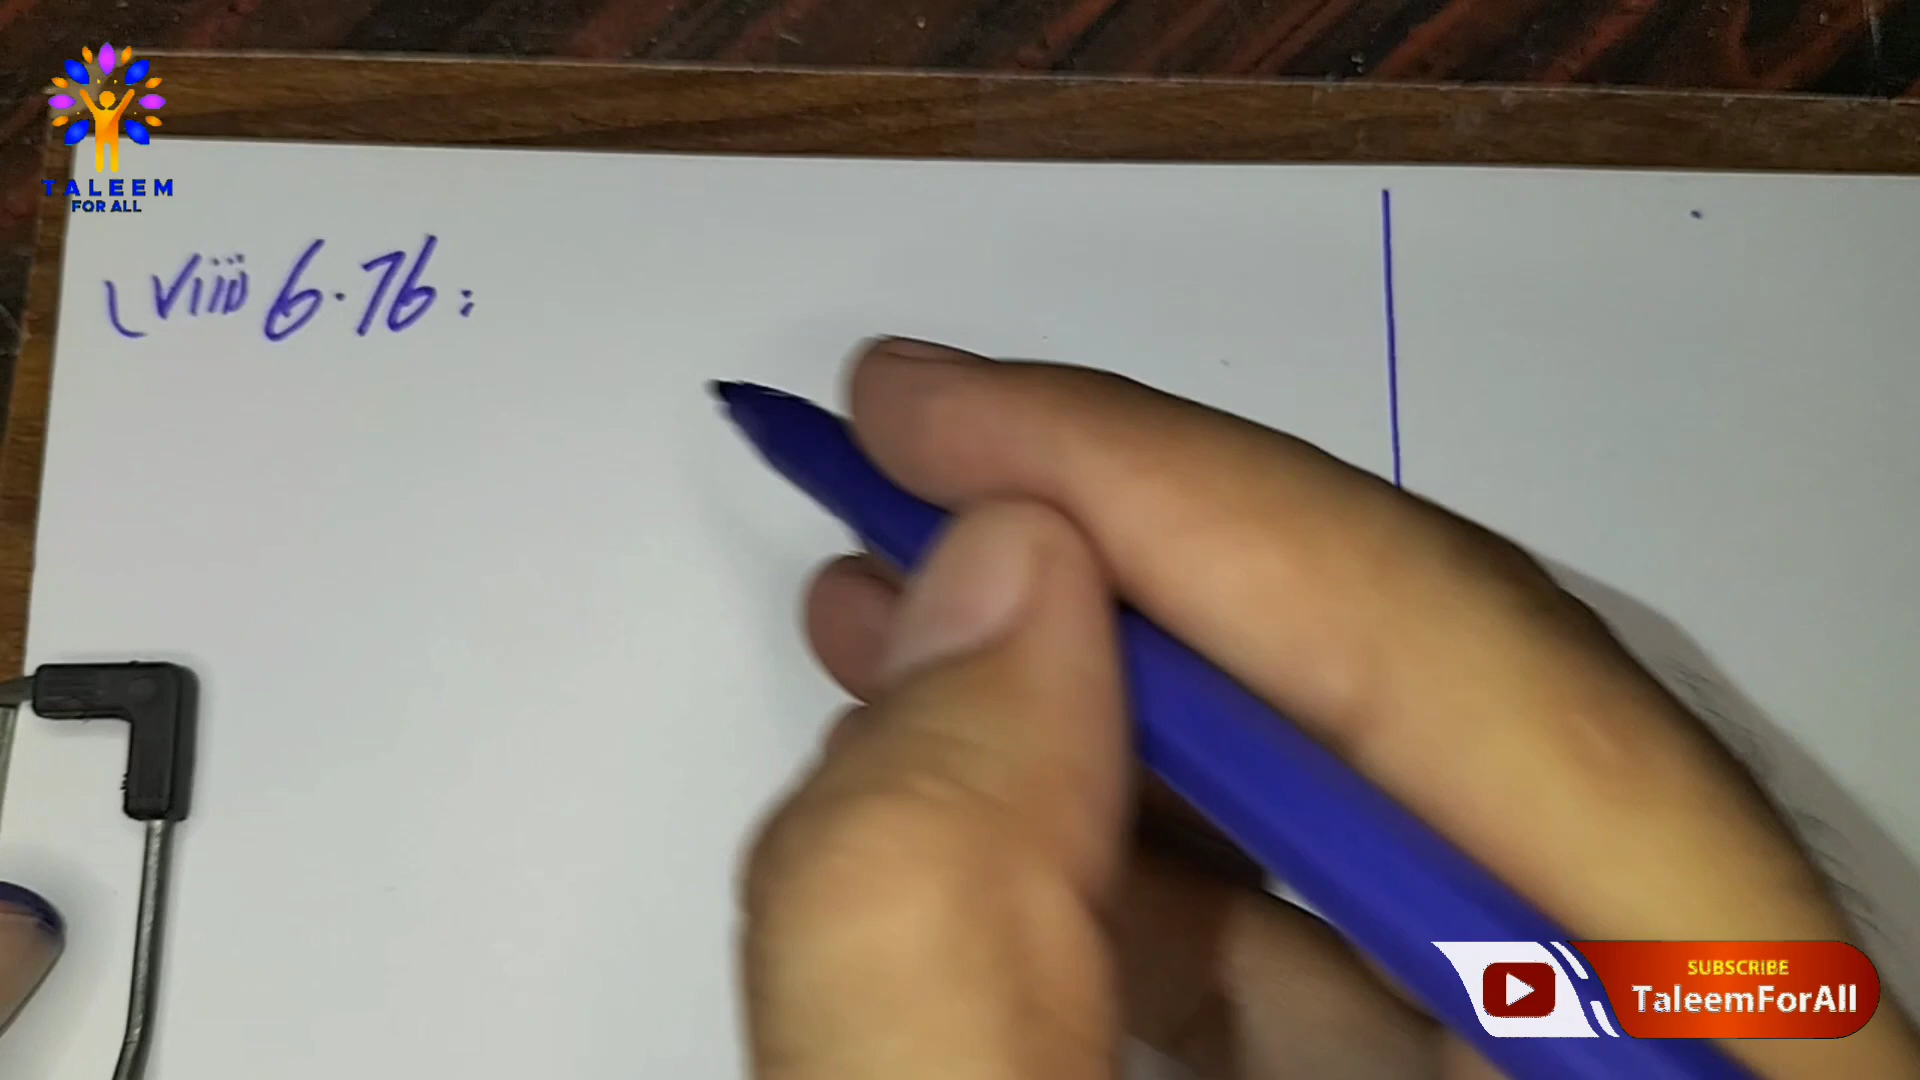 TALEEM
FOR ALL
(viii) 6.76:
SUBSCRIBE
TaleemForAll